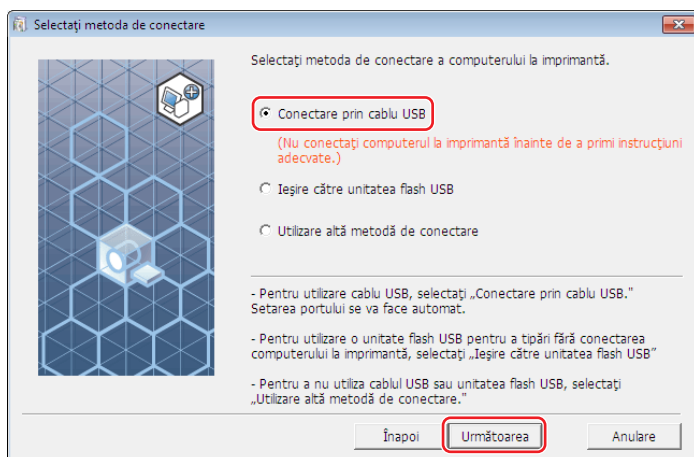 Selectați metoda de conectare
Selectați metoda de conectare a computerului la imprimantă.
Conectare prin cablu USB
(Nu conectați computerul la imprimantă înainte de a primi instrucțiuni
adecvate.)
Ieşire către unitatea flash USB
Utilizare altă metodă de conectare
- Pentru utilizare cablu USB, selectați „Conectare prin cablu USB."
Setarea portului se va face automat.
- Pentru utilizare o unitate flash USB pentru a tipări fără conectarea
computerului la imprimantă, selectați „Ieşire către unitatea flash USB”
- Pentru a nu utiliza cablul USB sau unitatea flash USB, selectați
„Utilizare altă metodă de conectare."
Înapoi
Următoarea
Anulare